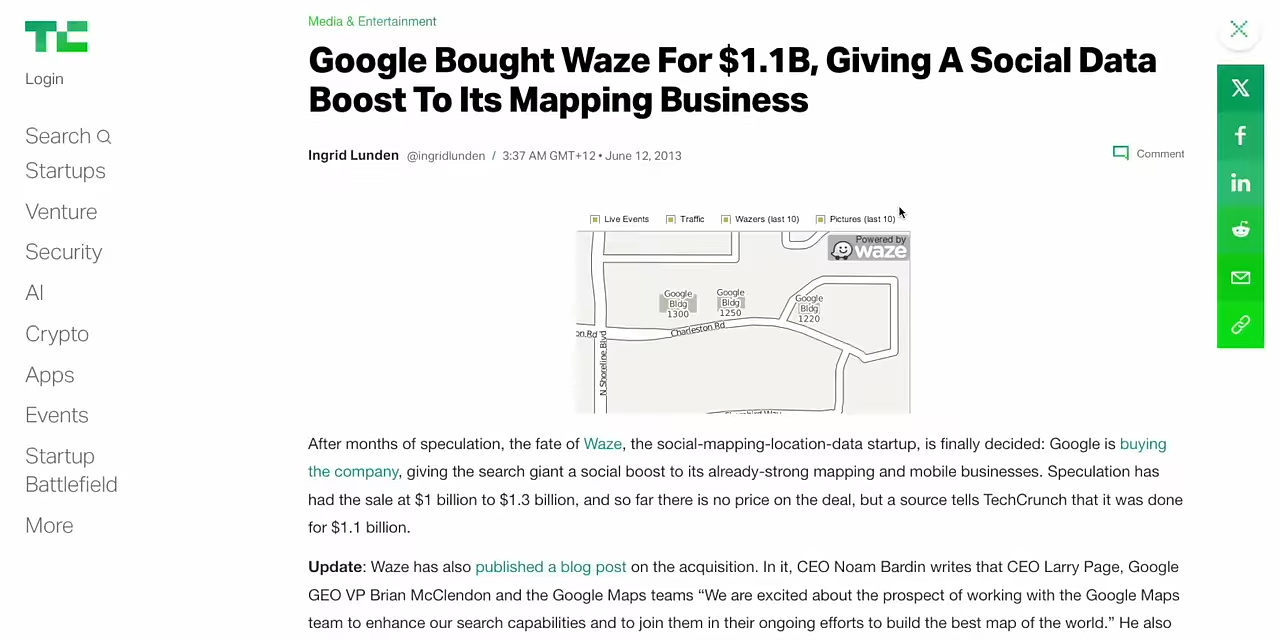 TC
Login
Search
Startups
Venture
Security
AI
Crypto
Apps
Events
Startup
Battlefield
More
Media & Entertainment
Google Bought Waze For $1.1B, Giving A Social Data
Boost To Its Mapping Business
Ingrid Lunden @ingridlunden / 3:37 AM GMT+12 • June 12, 2013
Comment
Live Events Traffic Wazers (last 10) Pictures (last 10)
Powered by
waze
Google
Bldg
1300
Google
Bldg
1250
Google
Bldg
1220
on Rd
Charleston Rd
N Shoreline Blvd
After months of speculation, the fate of Waze, the social-mapping-location-data startup, is finally decided: Google is buying
the company, giving the search giant a social boost to its already-strong mapping and mobile businesses. Speculation has
had the sale at $1 billion to $1.3 billion, and so far there is no price on the deal, but a source tells TechCrunch that it was done
for $1.1 billion.
Update: Waze has also published a blog post on the acquisition. In it, CEO Noam Bardin writes that CEO Larry Page, Google
GEO VP Brian McClendon and the Google Maps teams “We are excited about the prospect of working with the Google Maps
team to enhance our search capabilities and to join them in their ongoing efforts to build the best map of the world.” He also
X
f
in